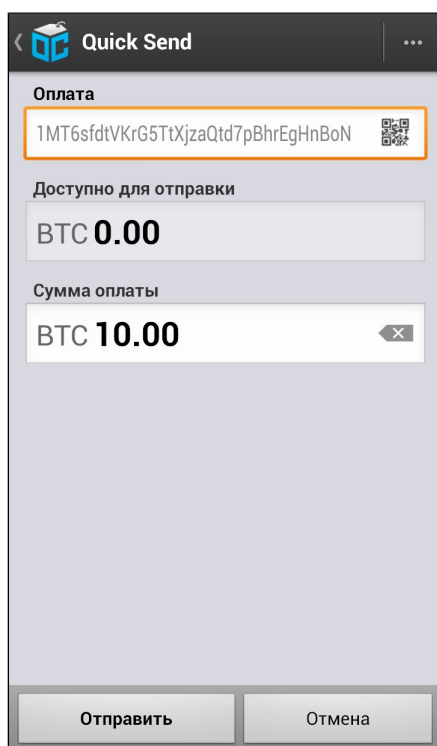 Quick Send
Оплата
1MT6sfdtVKrG5TtXjzaQtd7pBhrEgHnBoN
Доступно для отправки
BTC 0.00
Сумма оплаты
BTC 10.00
Отправить Отмена